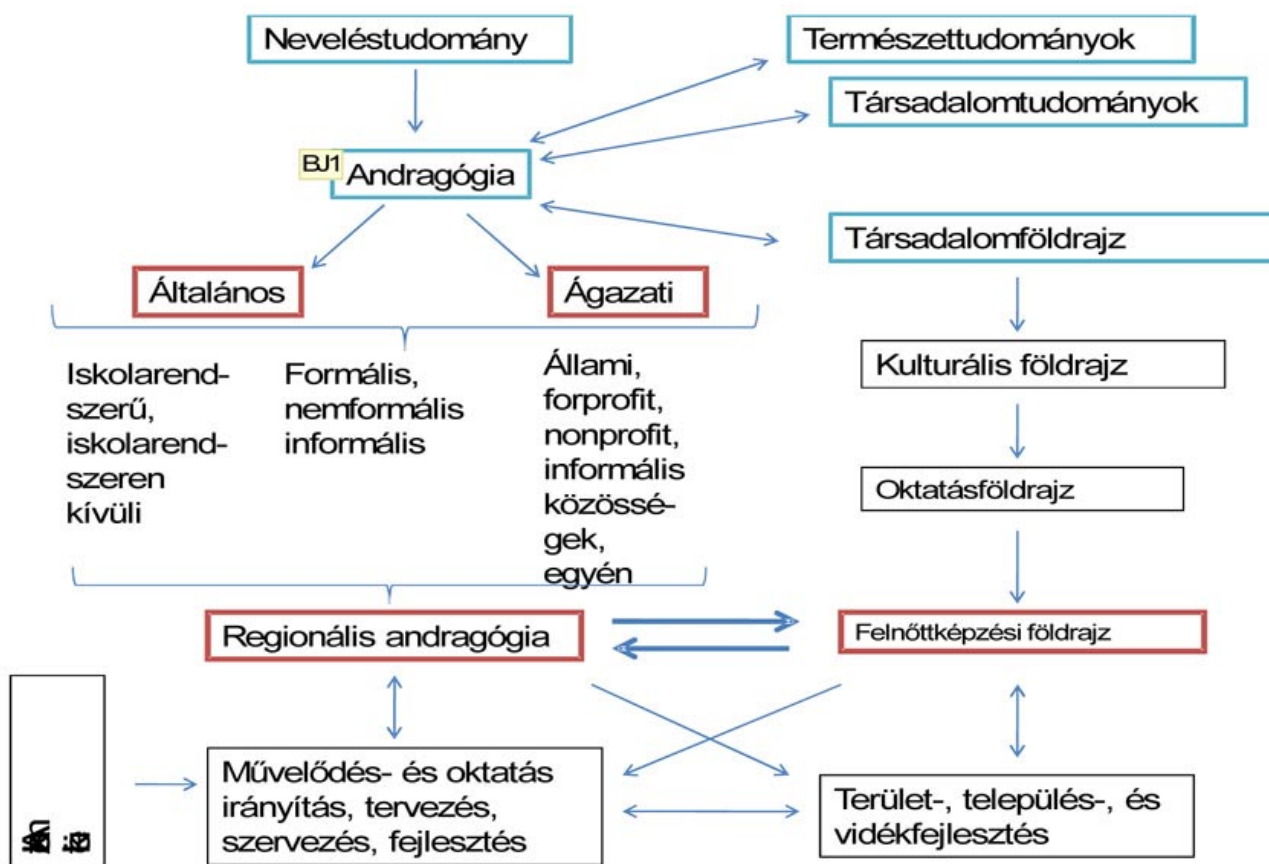 Neveléstudomány
Természettudományok
Társadalomtudományok
BJ1
Andragógia
Társadalomföldrajz
Általános
Ágazati
Iskolarend-
szerű,
iskolarend-
szeren
kívüli
Formális,
nemformális
informális
Állami,
forprofit,
nonprofit,
informális
közössé-
gek,
egyén
Kulturális földrajz
Oktatásföldrajz
Regionális andragógia
Felnőttképzési földrajz
Művelődés- és oktatás
irányítás, tervezés,
szervezés, fejlesztés
Terület-, település-, és
vidékfejlesztés